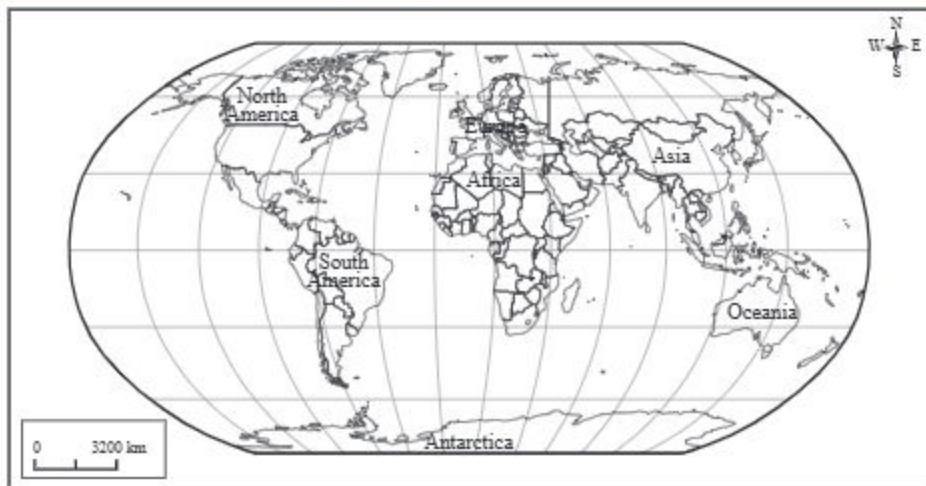 N
W E
S
North
America
Europe
Asia
Africa
South
America
Oceania
Antarctica
0 3200 km